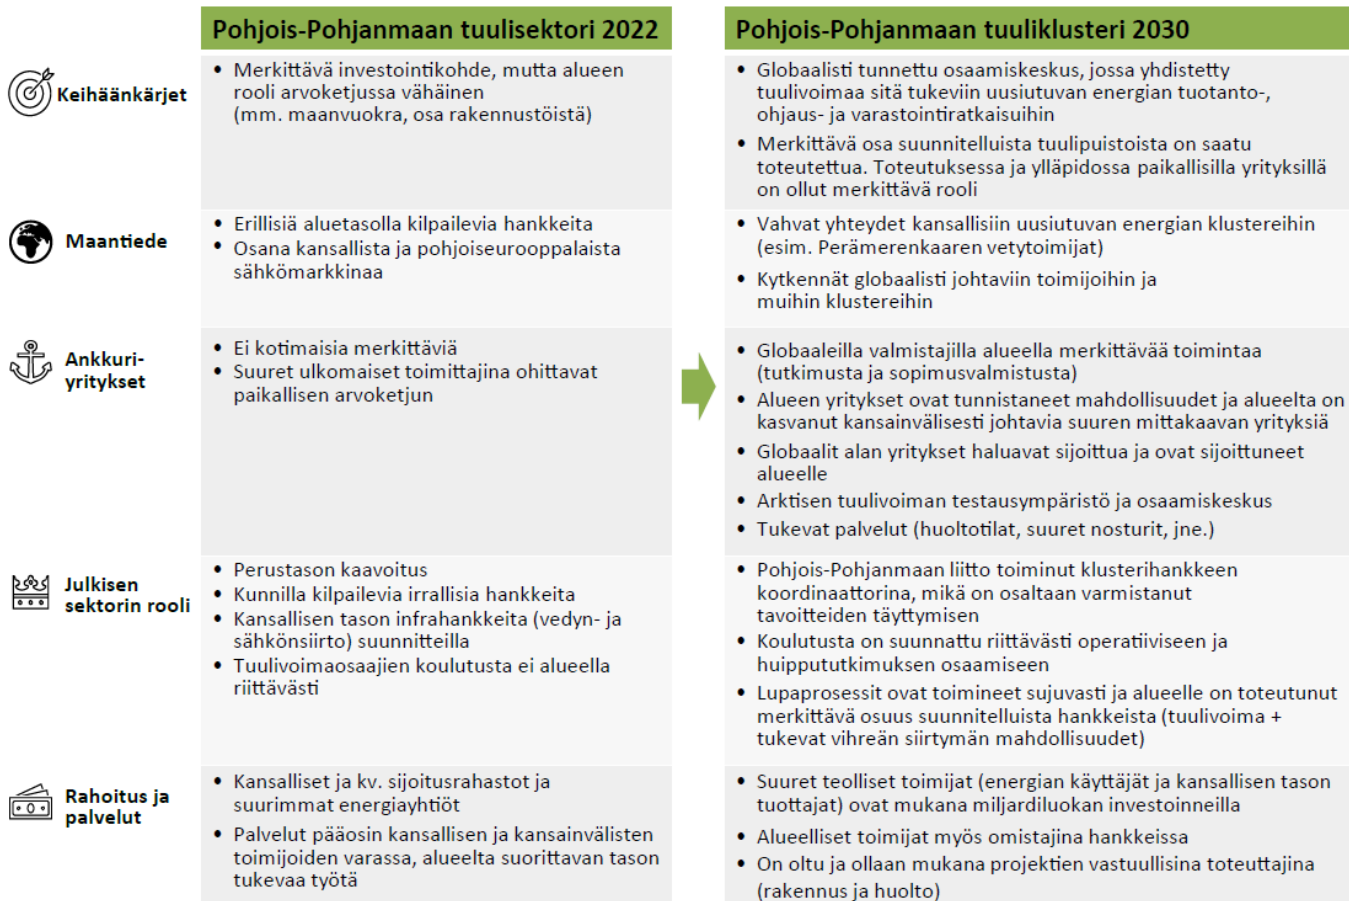 Pohjois-Pohjanmaan tuulisektori 2022
Pohjois-Pohjanmaan tuuliklusteri 2030
Keihäänkärjet
• Merkittävä investointikohde, mutta alueen
rooli arvoketjussa vähäinen
(mm. maanvuokra, osa rakennustöistä)
• Globaalisti tunnettu osaamiskeskus, jossa yhdistetty
tuulivoimaa sitä tukeviin uusiutuvan energian tuotanto-,
ohjaus- ja varastointiratkaisuihin
• Merkittävä osa suunnitelluista tuulipuistoista on saatu
toteutettua. Toteutuksessa ja ylläpidossa paikallisilla yrityksillä
on ollut merkittävä rooli
Maantiede
• Erillisiä aluetasolla kilpailevia hankkeita
• Osana kansallista ja pohjoiseurooppalaista
sähkömarkkinaa
• Vahvat yhteydet kansallisiin uusiutuvan energian klustereihin
(esim. Perämerenkaaren vetytoimijat)
• Kytkennät globaalisti johtaviin toimijoihin ja
muihin klustereihin
Ankkuri-
yritykset
• Ei kotimaisia merkittäviä
• Suuret ulkomaiset toimittajina ohittavat
paikallisen arvoketjun
• Globaaleilla valmistajilla alueella merkittävää toimintaa
(tutkimusta ja sopimusvalmistusta)
• Alueen yritykset ovat tunnistaneet mahdollisuudet ja alueelta on
kasvanut kansainvälisesti johtavia suuren mittakaavan yrityksiä
• Globaalit alan yritykset haluavat sijoittua ja ovat sijoittuneet
alueelle
• Arktisen tuulivoiman testausympäristö ja osaamiskeskus
• Tukevat palvelut (huoltotilat, suuret nosturit, jne.)
Julkisen
sektorin rooli
• Perustason kaavoitus
• Kunnilla kilpailevia irrallisia hankkeita
• Kansallisen tason infrahankkeita (vedyn- ja
sähkönsiirto) suunnitteilla
• Tuulivoimaosaajien koulutusta ei alueella
riittävästi
• Pohjois-Pohjanmaan liitto toiminut klusterihankkeen
koordinaattorina, mikä on osaltaan varmistanut
tavoitteiden täyttymisen
• Koulutusta on suunnattu riittävästi operatiiviseen ja
huippututkimuksen osaamiseen
• Lupaprosessit ovat toimineet sujuvasti ja alueelle on toteutunut
merkittävä osuus suunnitelluista hankkeista (tuulivoima +
tukevat vihreän siirtymän mahdollisuudet)
Rahoitus ja
palvelut
• Kansalliset ja kv. sijoitusrahastot ja
suurimmat energiayhtiöt
• Palvelut pääosin kansallisen ja kansainvälisten
toimijoiden varassa, alueelta suorittavan tason
tukevaa työtä
• Suuret teolliset toimijat (energian käyttäjät ja kansallisen tason
tuottajat) ovat mukana miljardiluokan investoinneilla
• Alueelliset toimijat myös omistajina hankkeissa
• On oltu ja ollaan mukana projektien vastuullisina toteuttajina
(rakennus ja huolto)